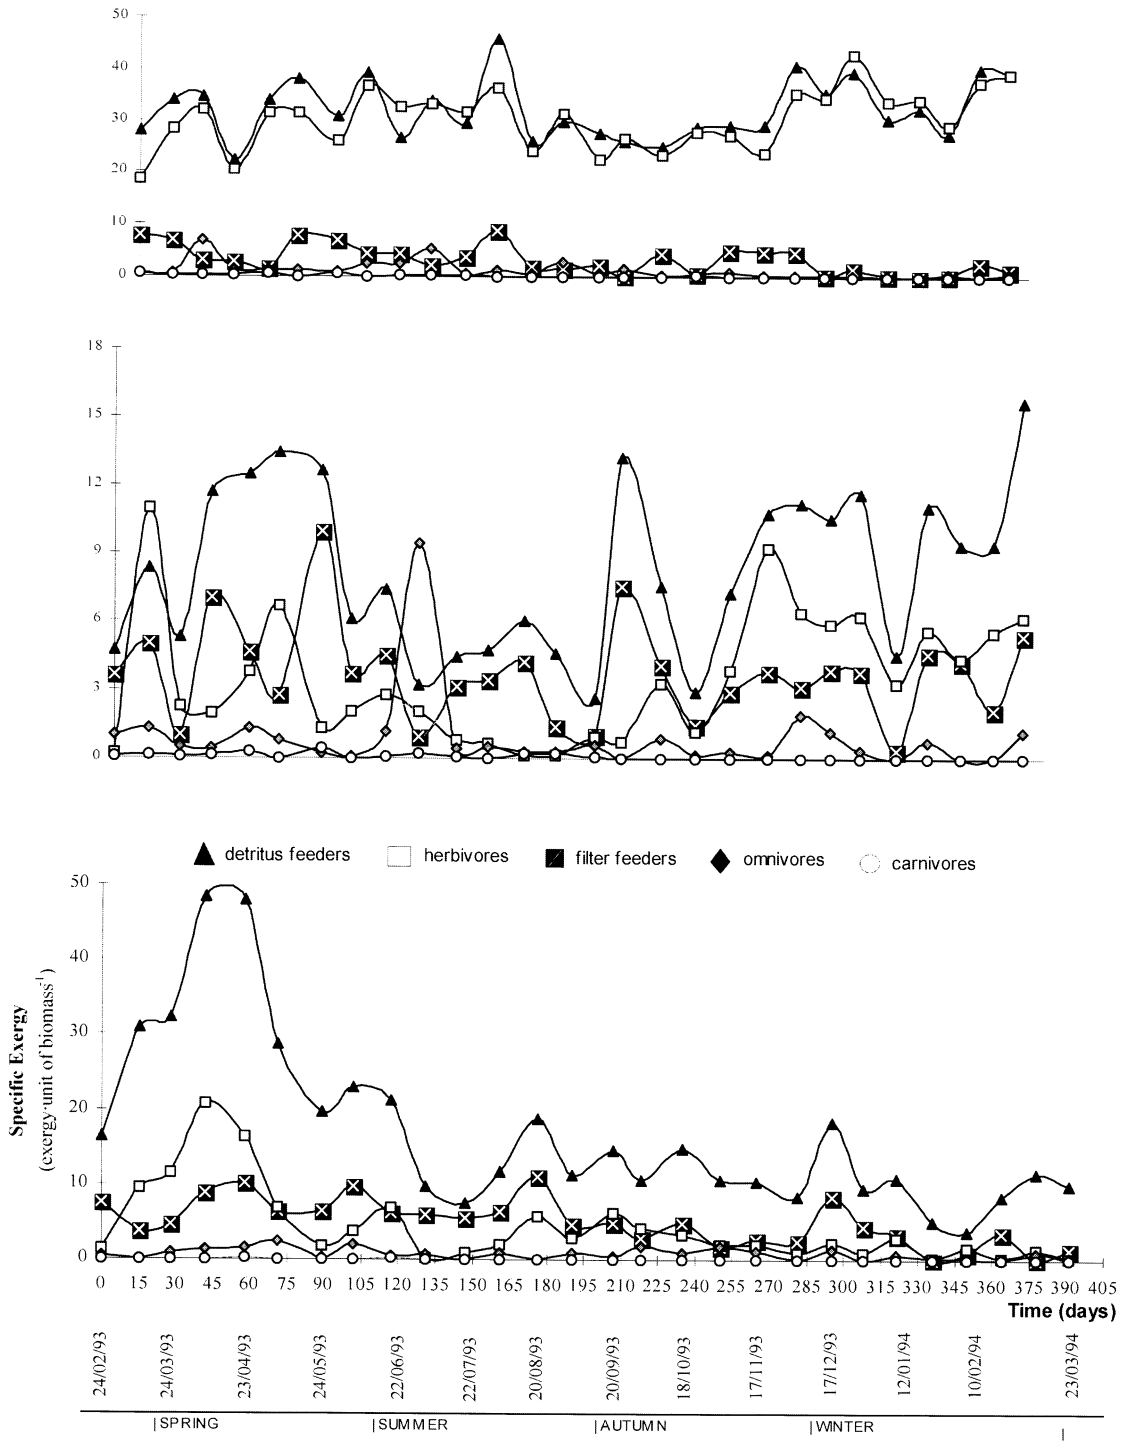 50
40
30
20
10
0
18
15
12
9
6
3
0
detritus feeders herbivores filter feeders omnivores carnivores
50
40
30
20
10
0
Specific Exergy
(exergy·unit of biomass⁻¹)
0 15 30 45 60 75 90 105 120 135 150 165 180 195 210 225 240 255 270 285 300 315 330 345 360 375 390 405
Time (days)
24/02/93 24/03/93 23/04/93 24/05/93 22/06/93 22/07/93 20/08/93 20/09/93 18/10/93 17/11/93 17/12/93 12/01/94 10/02/94 23/03/94
|SPRING |SUMMER |AUTUMN |WINTER |